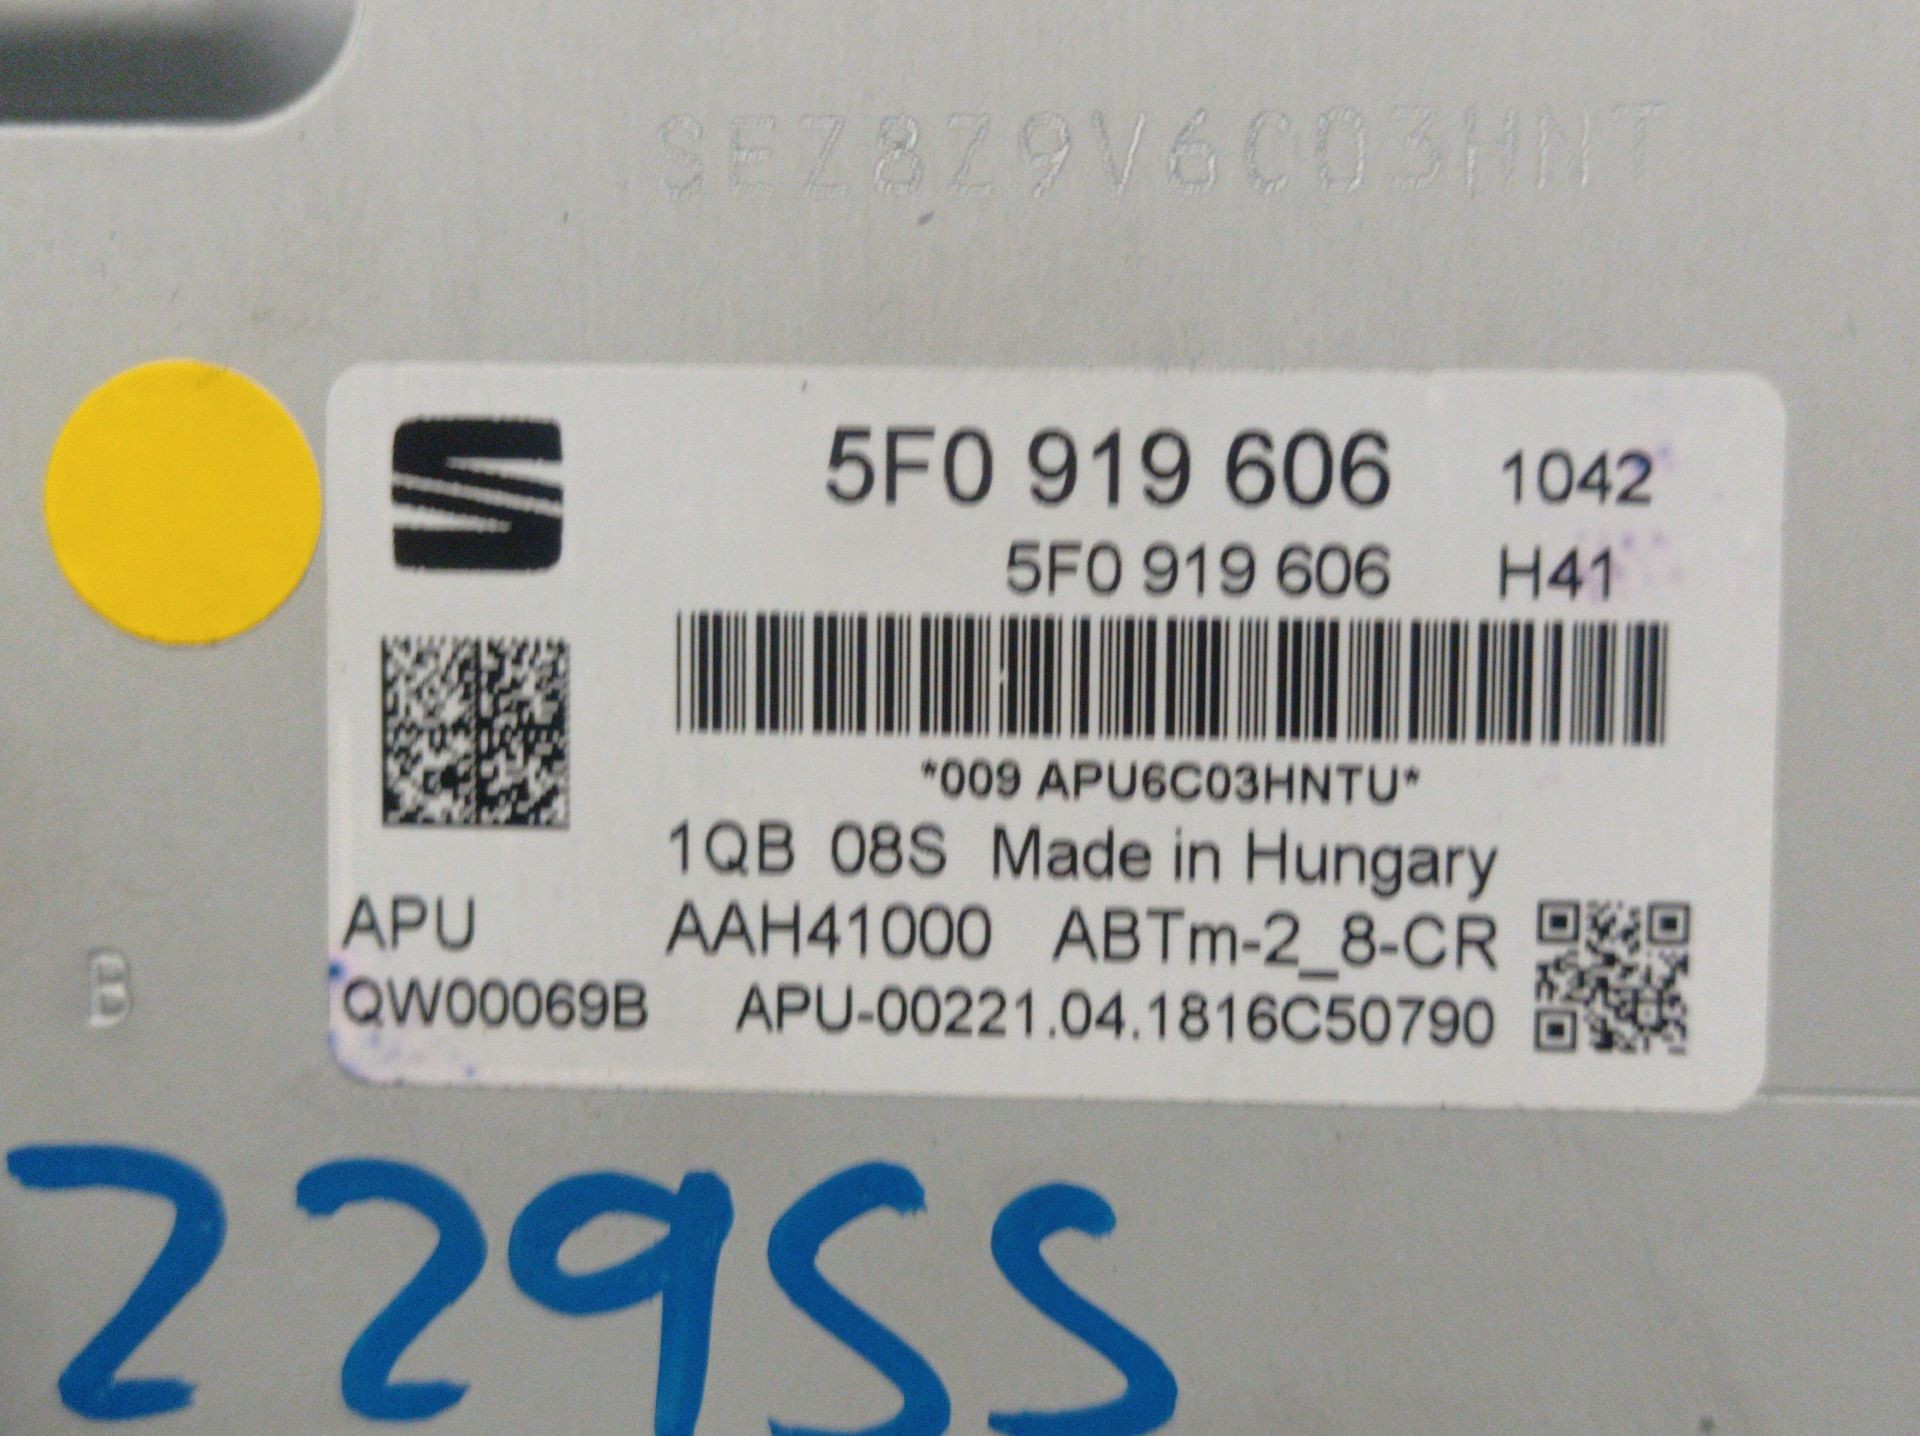 SEZ8Z9V6C03HNT
5F0 919 606 1042
5F0 919 606 H41
*009 APU6C03HNTU*
1QB 08S Made in Hungary
APU AAH41000 ABTm-2_8-CR
QW00069B APU-00221.04.1816C50790
B
22955